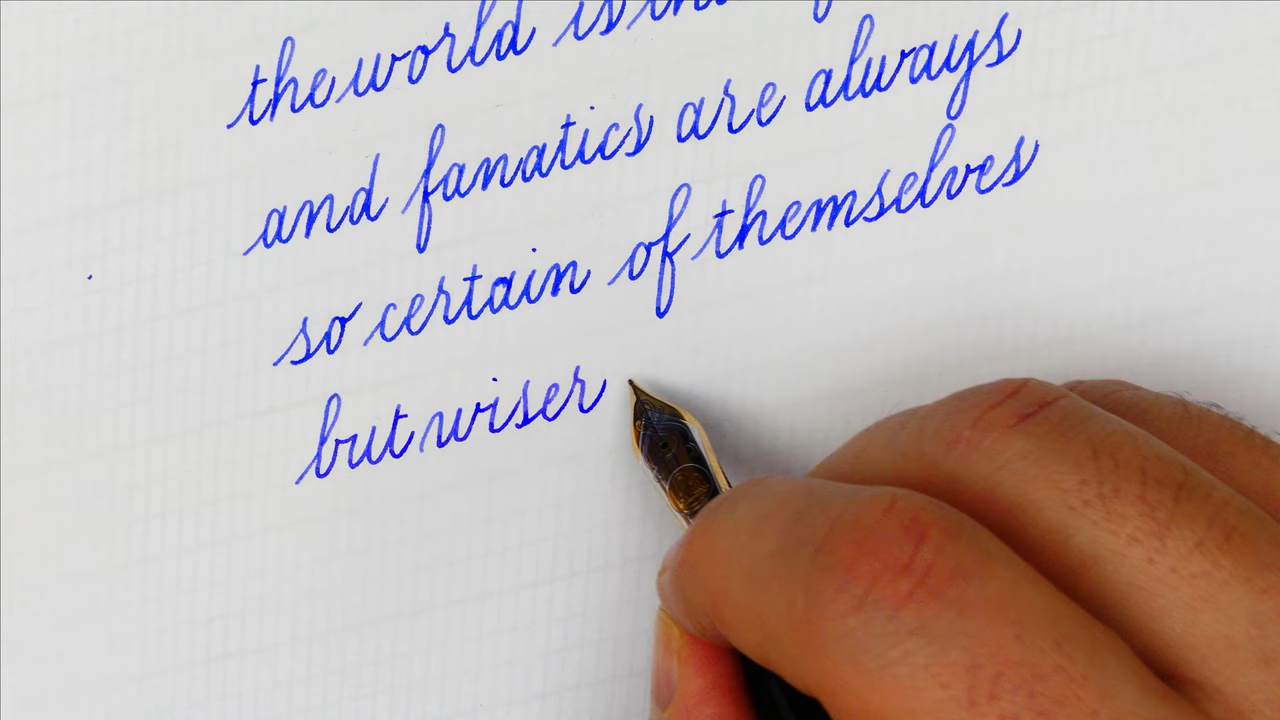 the world is
and fanatics are always
so certain of themselves
but wiser